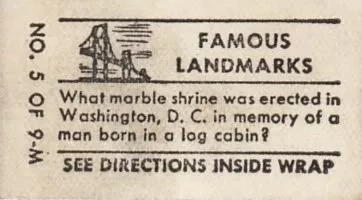 NO. 5 OF 9-M
FAMOUS
LANDMARKS
What marble shrine was erected in
Washington, D. C. in memory of a
man born in a log cabin?
SEE DIRECTIONS INSIDE WRAP